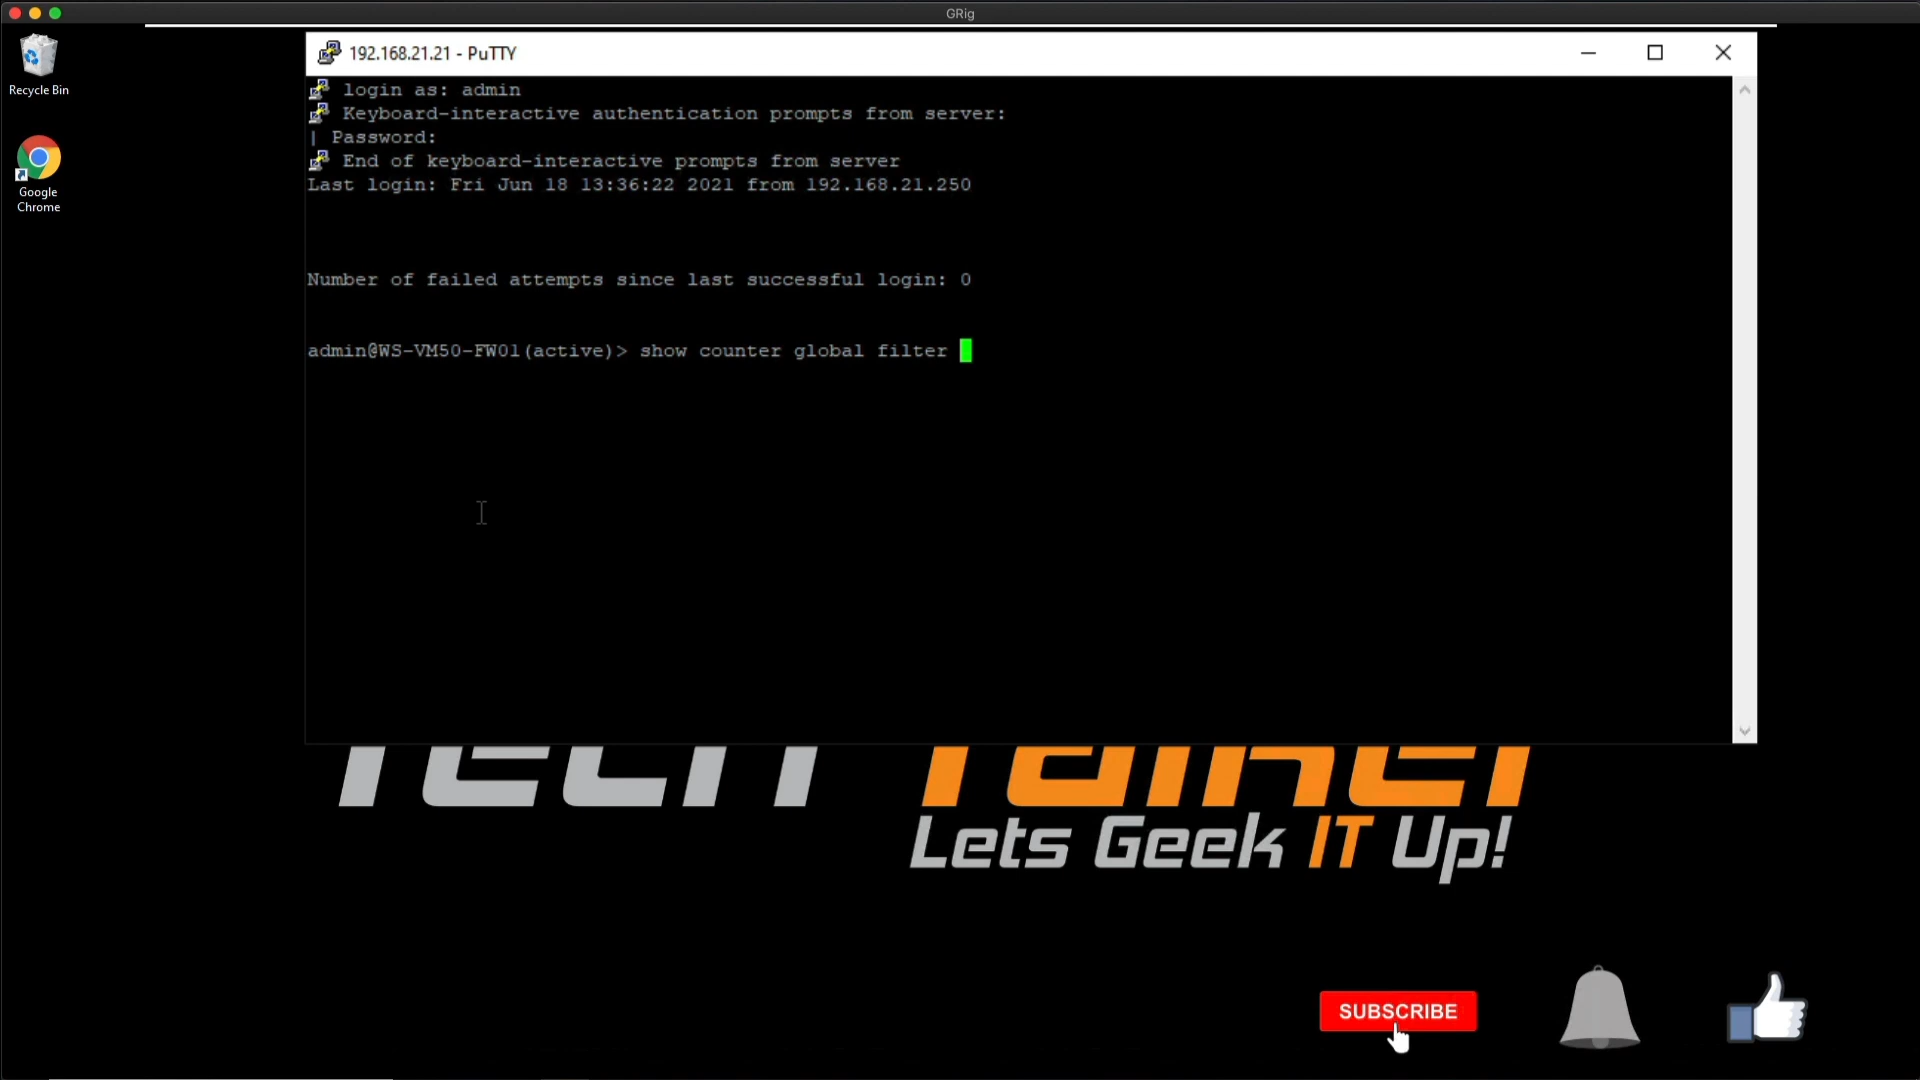 GRig
Recycle Bin
Google
Chrome
192.168.21.21 - PuTTY
login as: admin
Keyboard-interactive authentication prompts from server:
| Password:
End of keyboard-interactive prompts from server
Last login: Fri Jun 18 13:36:22 2021 from 192.168.21.250
Number of failed attempts since last successful login: 0
admin@WS-VM50-FW01(active)> show counter global filter
Lets Geek IT Up!
SUBSCRIBE